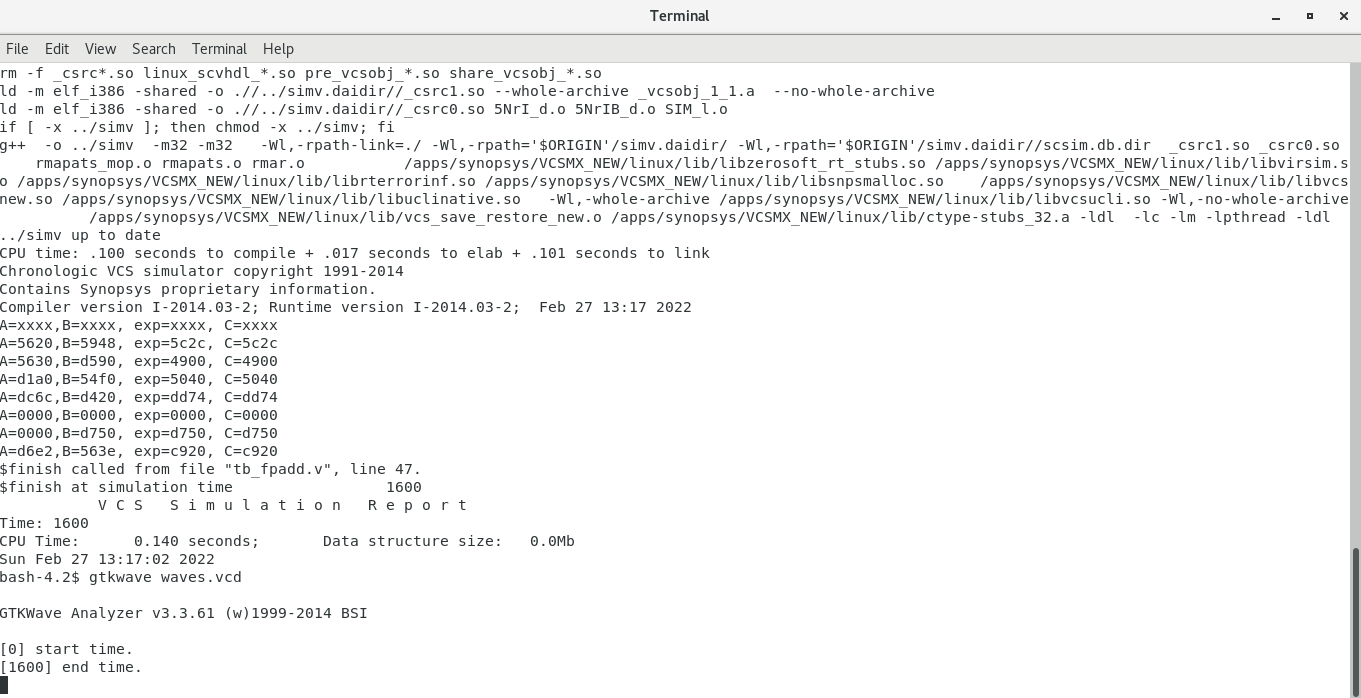 Terminal
File Edit View Search Terminal Help
rm -f _csrc*.so linux_scvhdl_*.so pre_vcsobj_*.so share_vcsobj_*.so
ld -m elf_i386 -shared -o .//../simv.daidir//_csrc1.so --whole-archive _vcsobj_1_1.a  --no-whole-archive
ld -m elf_i386 -shared -o .//../simv.daidir//_csrc0.so 5NrI_d.o 5NrIB_d.o SIM_l.o
if [ -x ../simv ]; then chmod -x ../simv; fi
g++  -o ../simv  -m32 -m32   -Wl,-rpath-link=./ -Wl,-rpath='$ORIGIN'/simv.daidir/ -Wl,-rpath='$ORIGIN'/simv.daidir//scsim.db.dir  _csrc1.so _csrc0.so
    rmapats_mop.o rmapats.o rmar.o           /apps/synopsys/VCSMX_NEW/linux/lib/libzerosoft_rt_stubs.so /apps/synopsys/VCSMX_NEW/linux/lib/libvirsim.s
o /apps/synopsys/VCSMX_NEW/linux/lib/librterrorinf.so /apps/synopsys/VCSMX_NEW/linux/lib/libsnpsmalloc.so    /apps/synopsys/VCSMX_NEW/linux/lib/libvcs
new.so /apps/synopsys/VCSMX_NEW/linux/lib/libuclinative.so   -Wl,-whole-archive /apps/synopsys/VCSMX_NEW/linux/lib/libvcsucli.so -Wl,-no-whole-archive
          /apps/synopsys/VCSMX_NEW/linux/lib/vcs_save_restore_new.o /apps/synopsys/VCSMX_NEW/linux/lib/ctype-stubs_32.a -ldl  -lc -lm -lpthread -ldl
../simv up to date
CPU time: .100 seconds to compile + .017 seconds to elab + .101 seconds to link
Chronologic VCS simulator copyright 1991-2014
Contains Synopsys proprietary information.
Compiler version I-2014.03-2; Runtime version I-2014.03-2;  Feb 27 13:17 2022
A=xxxx,B=xxxx, exp=xxxx, C=xxxx
A=5620,B=5948, exp=5c2c, C=5c2c
A=5630,B=d590, exp=4900, C=4900
A=d1a0,B=54f0, exp=5040, C=5040
A=dc6c,B=d420, exp=dd74, C=dd74
A=0000,B=0000, exp=0000, C=0000
A=0000,B=d750, exp=d750, C=d750
A=d6e2,B=563e, exp=c920, C=c920
$finish called from file "tb_fpadd.v", line 47.
$finish at simulation time                 1600
           V C S   S i m u l a t i o n   R e p o r t
Time: 1600
CPU Time:      0.140 seconds;       Data structure size:   0.0Mb
Sun Feb 27 13:17:02 2022
bash-4.2$ gtkwave waves.vcd
GTKWave Analyzer v3.3.61 (w)1999-2014 BSI
[0] start time.
[1600] end time.